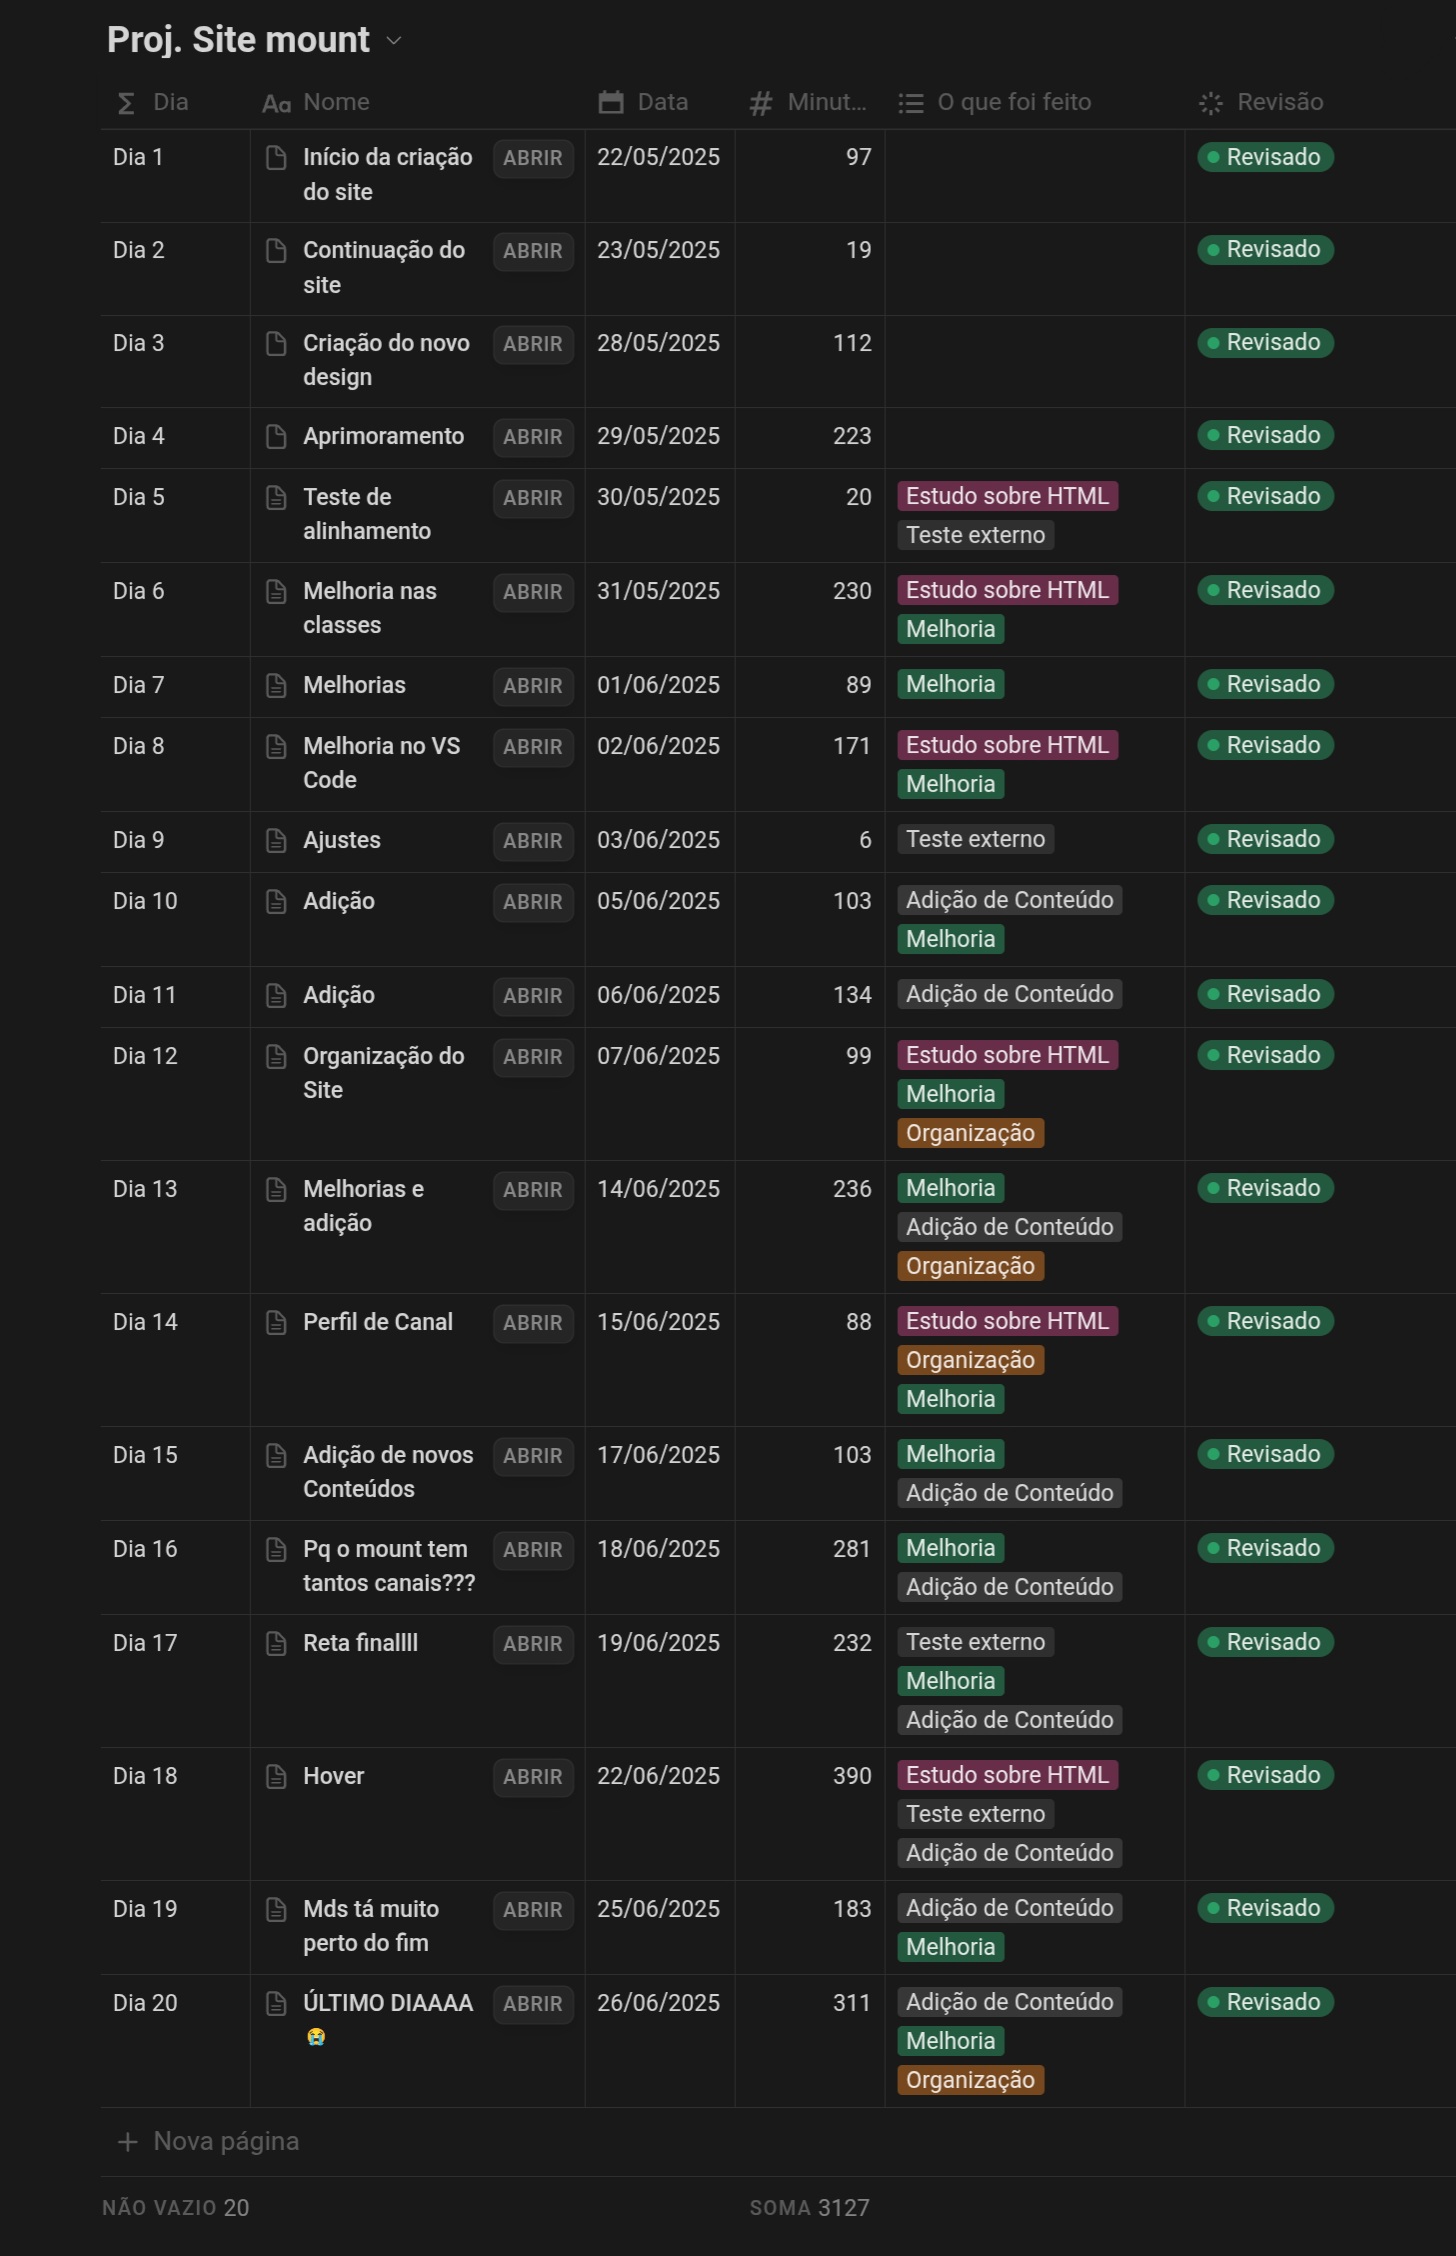 Proj. Site mount
Dia Nome Data Minut... O que foi feito Revisão
Dia 1 Início da criação ABRIR 22/05/2025 97 Revisado
do site
Dia 2 Continuação do ABRIR 23/05/2025 19 Revisado
site
Dia 3 Criação do novo ABRIR 28/05/2025 112 Revisado
design
Dia 4 Aprimoramento ABRIR 29/05/2025 223 Revisado
Dia 5 Teste de ABRIR 30/05/2025 20 Estudo sobre HTML Revisado
alinhamento Teste externo
Dia 6 Melhoria nas ABRIR 31/05/2025 230 Estudo sobre HTML Revisado
classes Melhoria
Dia 7 Melhorias ABRIR 01/06/2025 89 Melhoria Revisado
Dia 8 Melhoria no VS ABRIR 02/06/2025 171 Estudo sobre HTML Revisado
Code Melhoria
Dia 9 Ajustes ABRIR 03/06/2025 6 Teste externo Revisado
Dia 10 Adição ABRIR 05/06/2025 103 Adição de Conteúdo Revisado
Melhoria
Dia 11 Adição ABRIR 06/06/2025 134 Adição de Conteúdo Revisado
Dia 12 Organização do ABRIR 07/06/2025 99 Estudo sobre HTML Revisado
Site Melhoria
Organização
Dia 13 Melhorias e ABRIR 14/06/2025 236 Melhoria Revisado
adição Adição de Conteúdo
Organização
Dia 14 Perfil de Canal ABRIR 15/06/2025 88 Estudo sobre HTML Revisado
Organização
Melhoria
Dia 15 Adição de novos ABRIR 17/06/2025 103 Melhoria Revisado
Conteúdos Adição de Conteúdo
Dia 16 Pq o mount tem ABRIR 18/06/2025 281 Melhoria Revisado
tantos canais??? Adição de Conteúdo
Dia 17 Reta finallll ABRIR 19/06/2025 232 Teste externo Revisado
Melhoria
Adição de Conteúdo
Dia 18 Hover ABRIR 22/06/2025 390 Estudo sobre HTML Revisado
Teste externo
Adição de Conteúdo
Dia 19 Mds tá muito ABRIR 25/06/2025 183 Adição de Conteúdo Revisado
perto do fim Melhoria
Dia 20 ÚLTIMO DIAAAA ABRIR 26/06/2025 311 Adição de Conteúdo Revisado
😭 Melhoria
Organização
Nova página
NÃO VAZIO 20 SOMA 3127